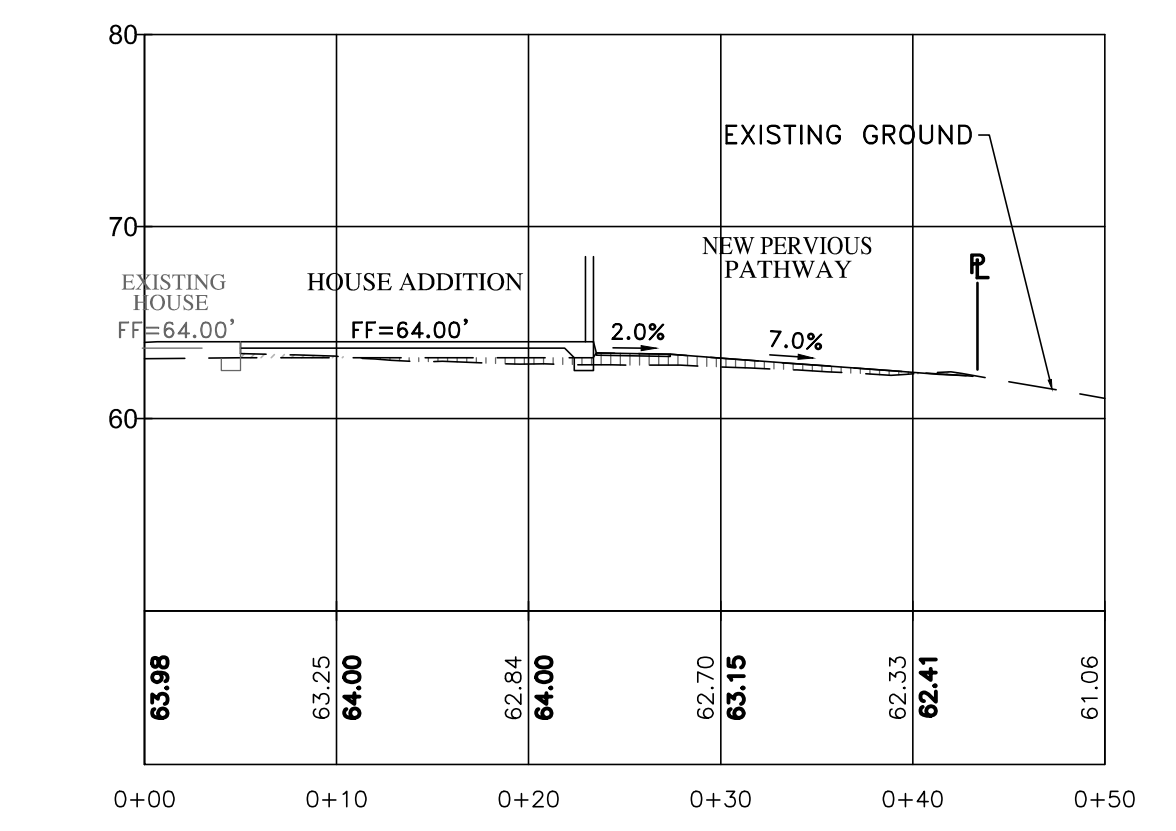 80
EXISTING GROUND
70
NEW PERVIOUS
PATHWAY
PL
EXISTING
HOUSE
FF=64.00'
HOUSE ADDITION
FF=64.00'
2.0%
7.0%
60
63.98
63.25
64.00
62.84
64.00
62.70
63.15
62.33
62.41
61.06
0+00 0+10 0+20 0+30 0+40 0+50